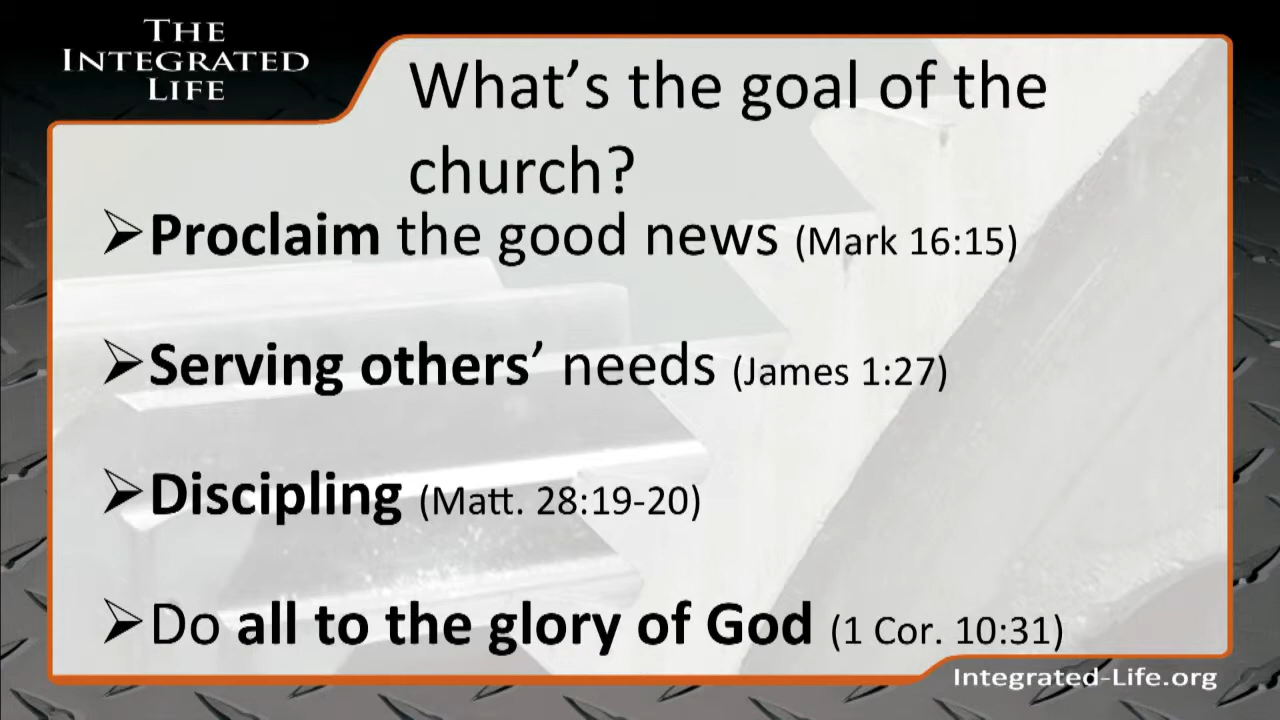 THE
INTEGRATED
LIFE
What's the goal of the
church?
➢Proclaim the good news (Mark 16:15)
➢Serving others' needs (James 1:27)
➢Discipling (Matt. 28:19-20)
➢Do all to the glory of God (1 Cor. 10:31)
Integrated-Life.org